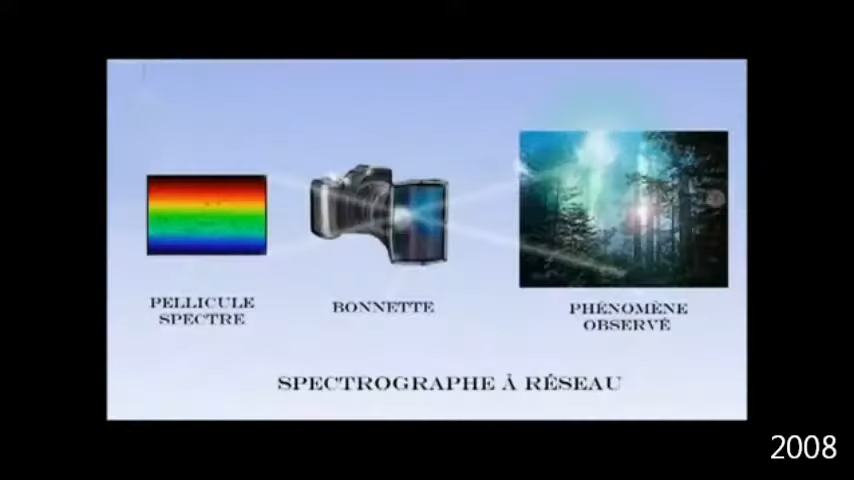 PELLICULE
SPECTRE
BONNETTE
PHÉNOMÈNE
OBSERVÉ
SPECTROGRAPHE À RÉSEAU
2008